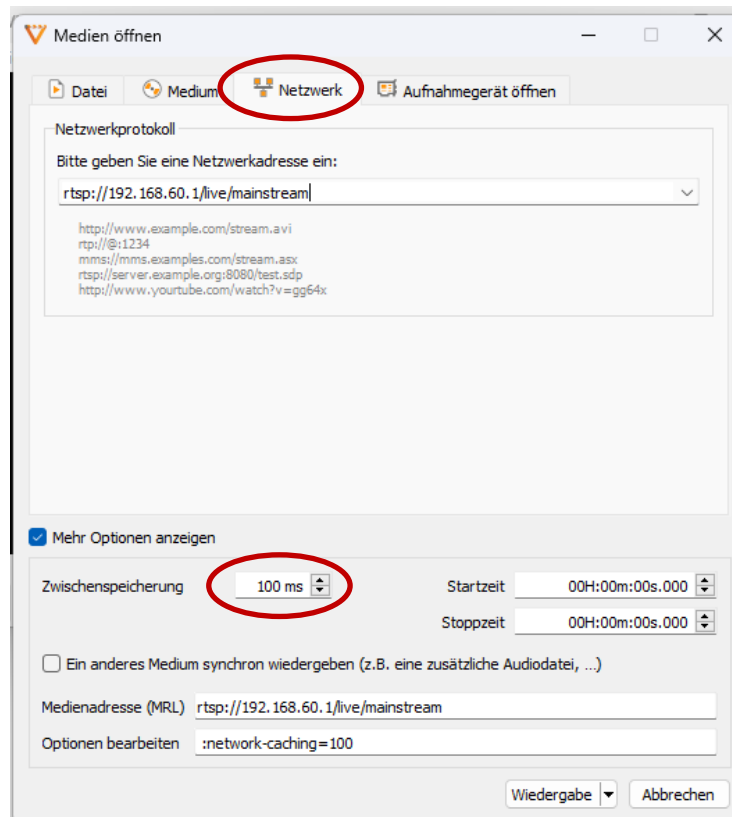 Medien öffnen
Datei Medium Netzwerk Aufnahmegerät öffnen
Netzwerkprotokoll
Bitte geben Sie eine Netzwerkadresse ein:
rtsp://192.168.60.1/live/mainstream
http://www.example.com/stream.avi
rtp://@:1234
mms://mms.examples.com/stream.asx
rtsp://server.example.org:8080/test.sdp
http://www.yourtube.com/watch?v=gg64x
Mehr Optionen anzeigen
Zwischenspeicherung 100 ms Startzeit 00H:00m:00s.000
Stoppzeit 00H:00m:00s.000
Ein anderes Medium synchron wiedergeben (z.B. eine zusätzliche Audiodatei, ...)
Medienadresse (MRL) rtsp://192.168.60.1/live/mainstream
Optionen bearbeiten :network-caching=100
Wiedergabe Abbrechen